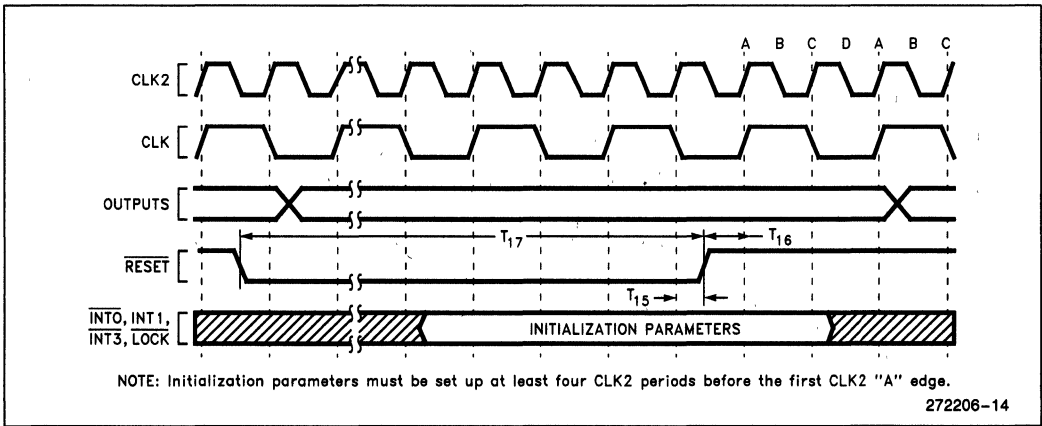 A B C D A B C
CLK2
CLK
OUTPUTS
T17
T16
RESET
T15
INT0, INT1,
INT3, LOCK
INITIALIZATION PARAMETERS
NOTE: Initialization parameters must be set up at least four CLK2 periods before the first CLK2 "A" edge.
272206-14